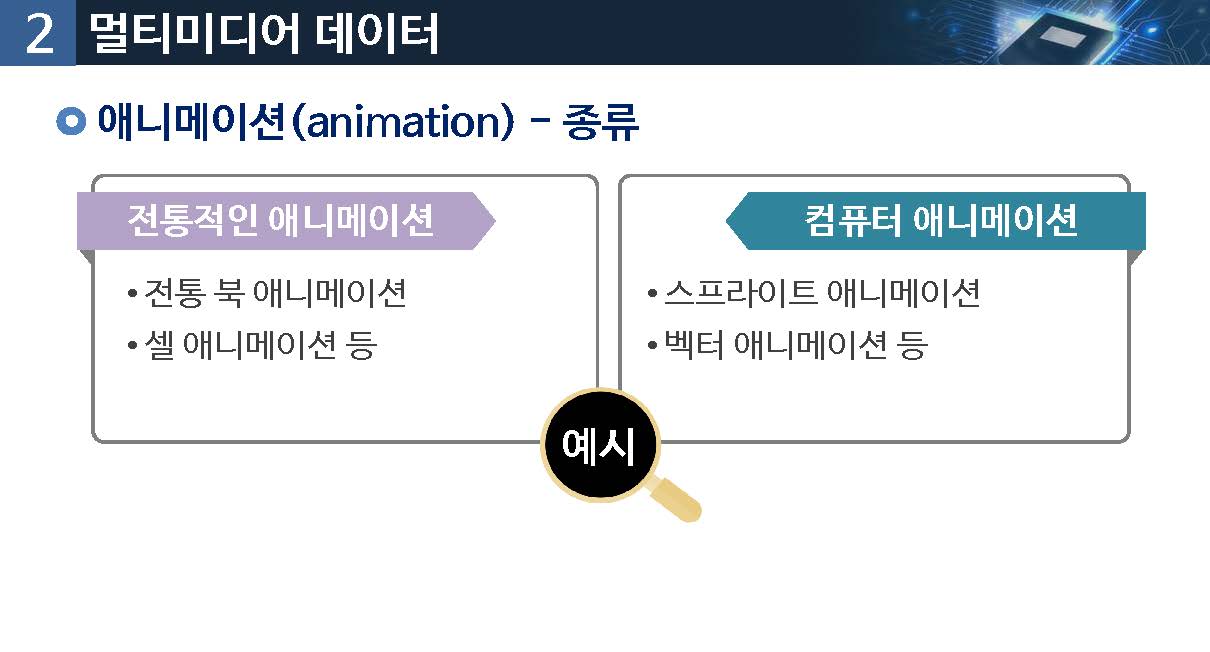 2 멀티미디어 데이터
애니메이션(animation) - 종류
전통적인 애니메이션
• 전통 북 애니메이션
• 셀 애니메이션 등
컴퓨터 애니메이션
• 스프라이트 애니메이션
• 벡터 애니메이션 등
예시